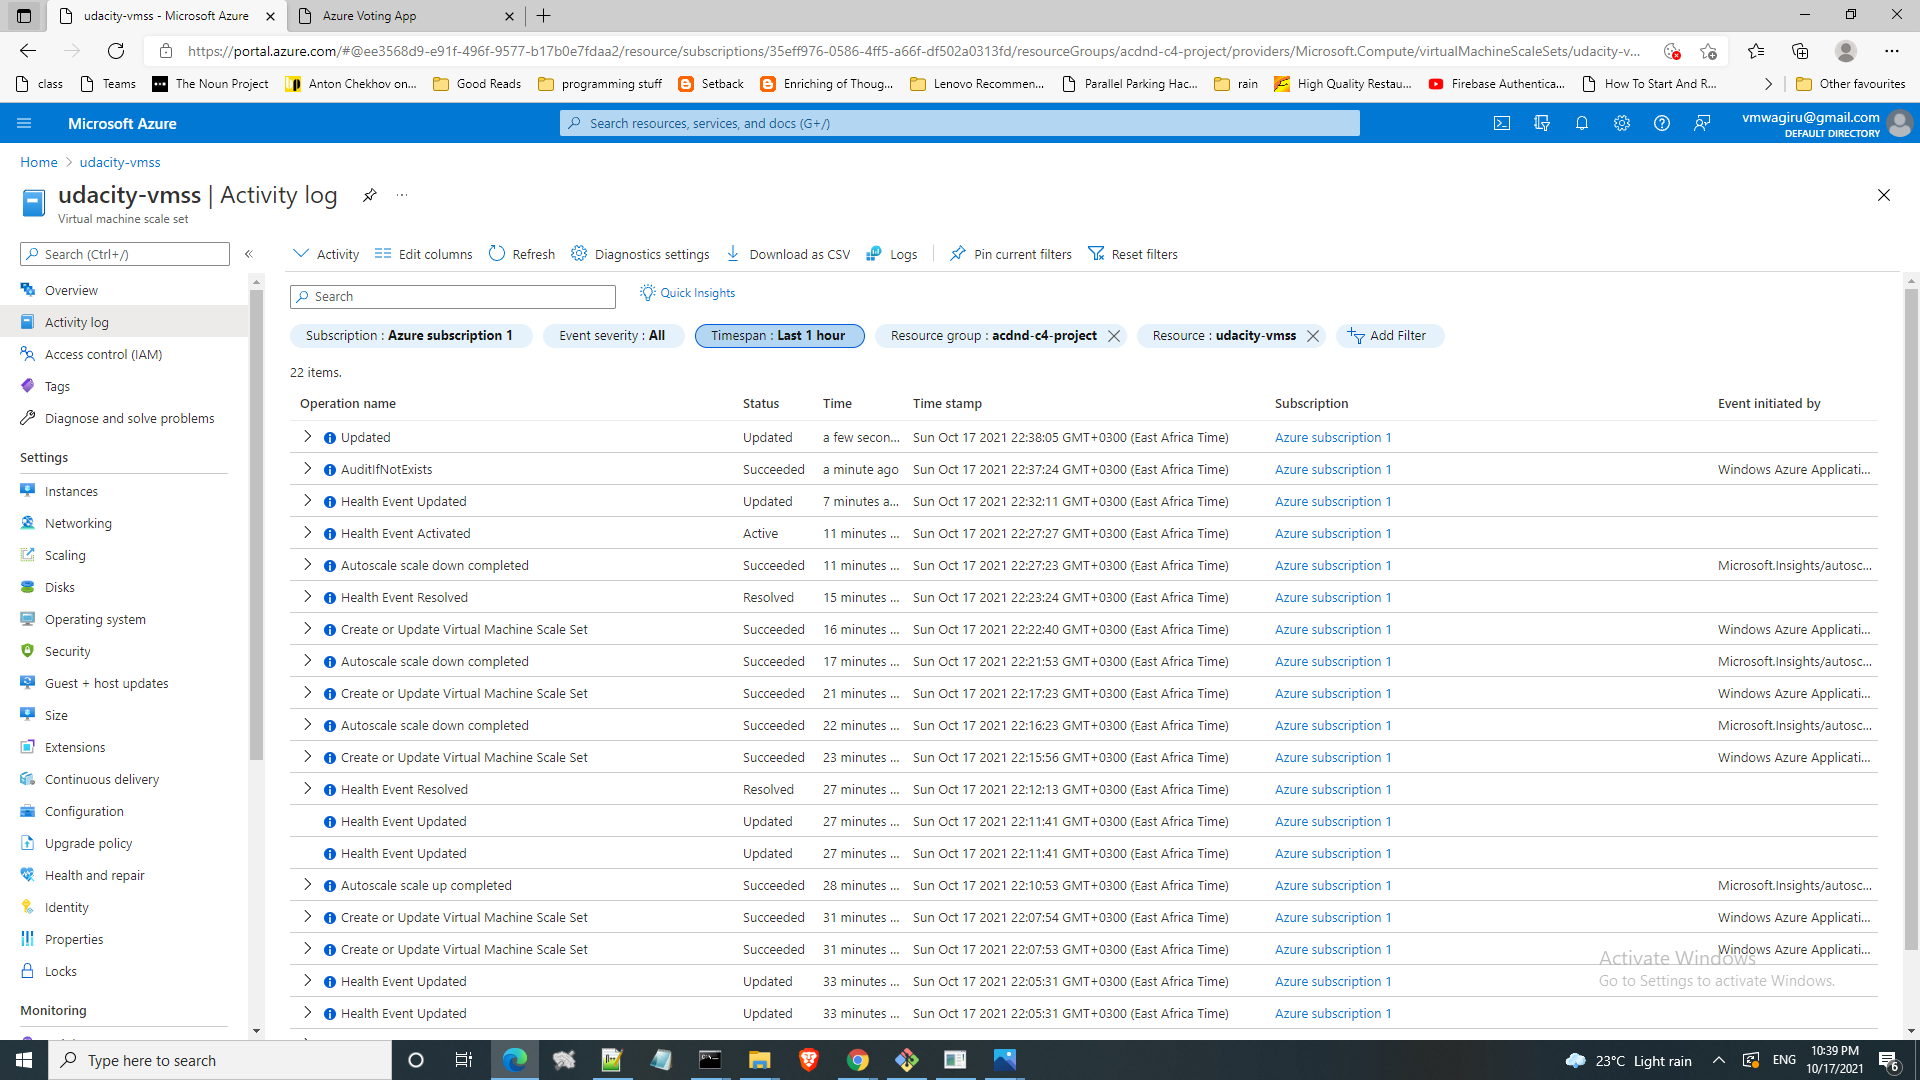 udacity-vmss - Microsoft Azure
Azure Voting App
https://portal.azure.com/#@ee3568d9-e91f-496f-9577-b17b0e7fdaa2/resource/subscriptions/35eff976-0586-4ff5-a66f-df502a0313fd/resourceGroups/acdnd-c4-project/providers/Microsoft.Compute/virtualMachineScaleSets/udacity-v...
class
Teams
The Noun Project
Anton Chekhov on...
Good Reads
programming stuff
Setback
Enriching of Thoug...
Lenovo Recommen...
Parallel Parking Hac...
rain
High Quality Restau...
Firebase Authentica...
How To Start And R...
Other favourites
Microsoft Azure
Search resources, services, and docs (G+/)
vmwagiru@gmail.com
DEFAULT DIRECTORY
Home > udacity-vmss
udacity-vmss | Activity log
Virtual machine scale set
Search (Ctrl+/)
Overview
Activity log
Access control (IAM)
Tags
Diagnose and solve problems
Settings
Instances
Networking
Scaling
Disks
Operating system
Security
Guest + host updates
Size
Extensions
Continuous delivery
Configuration
Upgrade policy
Health and repair
Identity
Properties
Locks
Monitoring
Activity
Edit columns
Refresh
Diagnostics settings
Download as CSV
Logs
Pin current filters
Reset filters
Search
Quick Insights
Subscription : Azure subscription 1
Event severity : All
Timespan : Last 1 hour
Resource group : acdnd-c4-project
Resource : udacity-vmss
Add Filter
22 items.
Operation name Status Time Time stamp Subscription Event initiated by
Updated Updated a few secon... Sun Oct 17 2021 22:38:05 GMT+0300 (East Africa Time) Azure subscription 1
AuditIfNotExists Succeeded a minute ago Sun Oct 17 2021 22:37:24 GMT+0300 (East Africa Time) Azure subscription 1 Windows Azure Applicati...
Health Event Updated Updated 7 minutes a... Sun Oct 17 2021 22:32:11 GMT+0300 (East Africa Time) Azure subscription 1
Health Event Activated Active 11 minutes ... Sun Oct 17 2021 22:27:27 GMT+0300 (East Africa Time) Azure subscription 1
Autoscale scale down completed Succeeded 11 minutes ... Sun Oct 17 2021 22:27:23 GMT+0300 (East Africa Time) Azure subscription 1 Microsoft.Insights/autosc...
Health Event Resolved Resolved 15 minutes ... Sun Oct 17 2021 22:23:24 GMT+0300 (East Africa Time) Azure subscription 1
Create or Update Virtual Machine Scale Set Succeeded 16 minutes ... Sun Oct 17 2021 22:22:40 GMT+0300 (East Africa Time) Azure subscription 1 Windows Azure Applicati...
Autoscale scale down completed Succeeded 17 minutes ... Sun Oct 17 2021 22:21:53 GMT+0300 (East Africa Time) Azure subscription 1 Microsoft.Insights/autosc...
Create or Update Virtual Machine Scale Set Succeeded 21 minutes ... Sun Oct 17 2021 22:17:23 GMT+0300 (East Africa Time) Azure subscription 1 Windows Azure Applicati...
Autoscale scale down completed Succeeded 22 minutes ... Sun Oct 17 2021 22:16:23 GMT+0300 (East Africa Time) Azure subscription 1 Microsoft.Insights/autosc...
Create or Update Virtual Machine Scale Set Succeeded 23 minutes ... Sun Oct 17 2021 22:15:56 GMT+0300 (East Africa Time) Azure subscription 1 Windows Azure Applicati...
Health Event Resolved Resolved 27 minutes ... Sun Oct 17 2021 22:12:13 GMT+0300 (East Africa Time) Azure subscription 1
Health Event Updated Updated 27 minutes ... Sun Oct 17 2021 22:11:41 GMT+0300 (East Africa Time) Azure subscription 1
Health Event Updated Updated 27 minutes ... Sun Oct 17 2021 22:11:41 GMT+0300 (East Africa Time) Azure subscription 1
Autoscale scale up completed Succeeded 28 minutes ... Sun Oct 17 2021 22:10:53 GMT+0300 (East Africa Time) Azure subscription 1 Microsoft.Insights/autosc...
Create or Update Virtual Machine Scale Set Succeeded 31 minutes ... Sun Oct 17 2021 22:07:54 GMT+0300 (East Africa Time) Azure subscription 1 Windows Azure Applicati...
Create or Update Virtual Machine Scale Set Succeeded 31 minutes ... Sun Oct 17 2021 22:07:53 GMT+0300 (East Africa Time) Azure subscription 1 Windows Azure Applicati...
Health Event Updated Updated 33 minutes ... Sun Oct 17 2021 22:05:31 GMT+0300 (East Africa Time) Azure subscription 1
Health Event Updated Updated 33 minutes ... Sun Oct 17 2021 22:05:31 GMT+0300 (East Africa Time) Azure subscription 1
Activate Windows
Go to Settings to activate Windows.
Type here to search
23°C Light rain
ENG
10:39 PM
10/17/2021
6